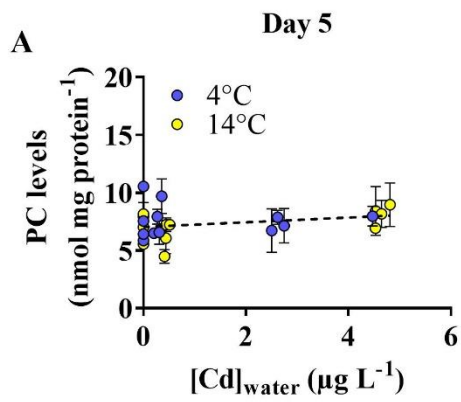 Day 5
A
PC levels
(nmol mg protein⁻¹)
20
15
10
5
0
4°C
14°C
0
2
4
6
[Cd]water (µg L⁻¹)